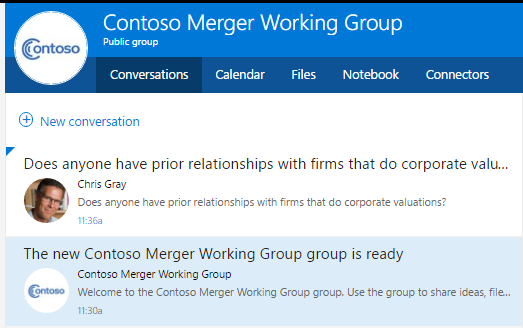 Contoso
Contoso Merger Working Group
Public group
Conversations Calendar Files Notebook Connectors
New conversation
Does anyone have prior relationships with firms that do corporate valu...
Chris Gray
Does anyone have prior relationships with firms that do corporate valuations?
11:36a
The new Contoso Merger Working Group group is ready
Contoso
Contoso Merger Working Group
Welcome to the Contoso Merger Working Group group. Use the group to share ideas, file...
11:30a